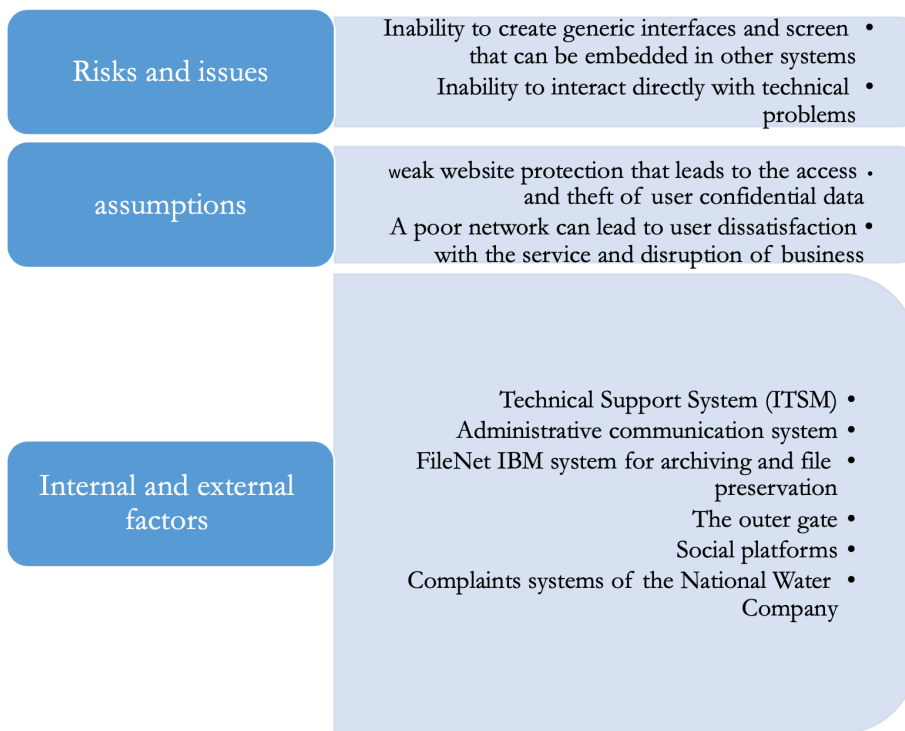 Risks and issues
Inability to create generic interfaces and screen •
that can be embedded in other systems
Inability to interact directly with technical •
problems
assumptions
weak website protection that leads to the access •
and theft of user confidential data
A poor network can lead to user dissatisfaction •
with the service and disruption of business
Internal and external
factors
Technical Support System (ITSM) •
Administrative communication system •
FileNet IBM system for archiving and file •
preservation
The outer gate •
Social platforms •
Complaints systems of the National Water •
Company